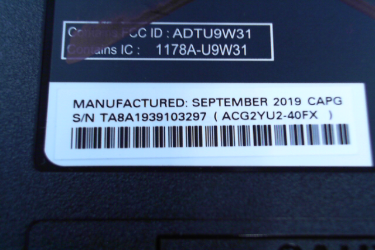 Contains FCC ID : ADTU9W31
Contains IC : 1178A-U9W31
MANUFACTURED: SEPTEMBER 2019 CAPG
S/N TA8A1939103297 ( ACG2YU2-40FX )